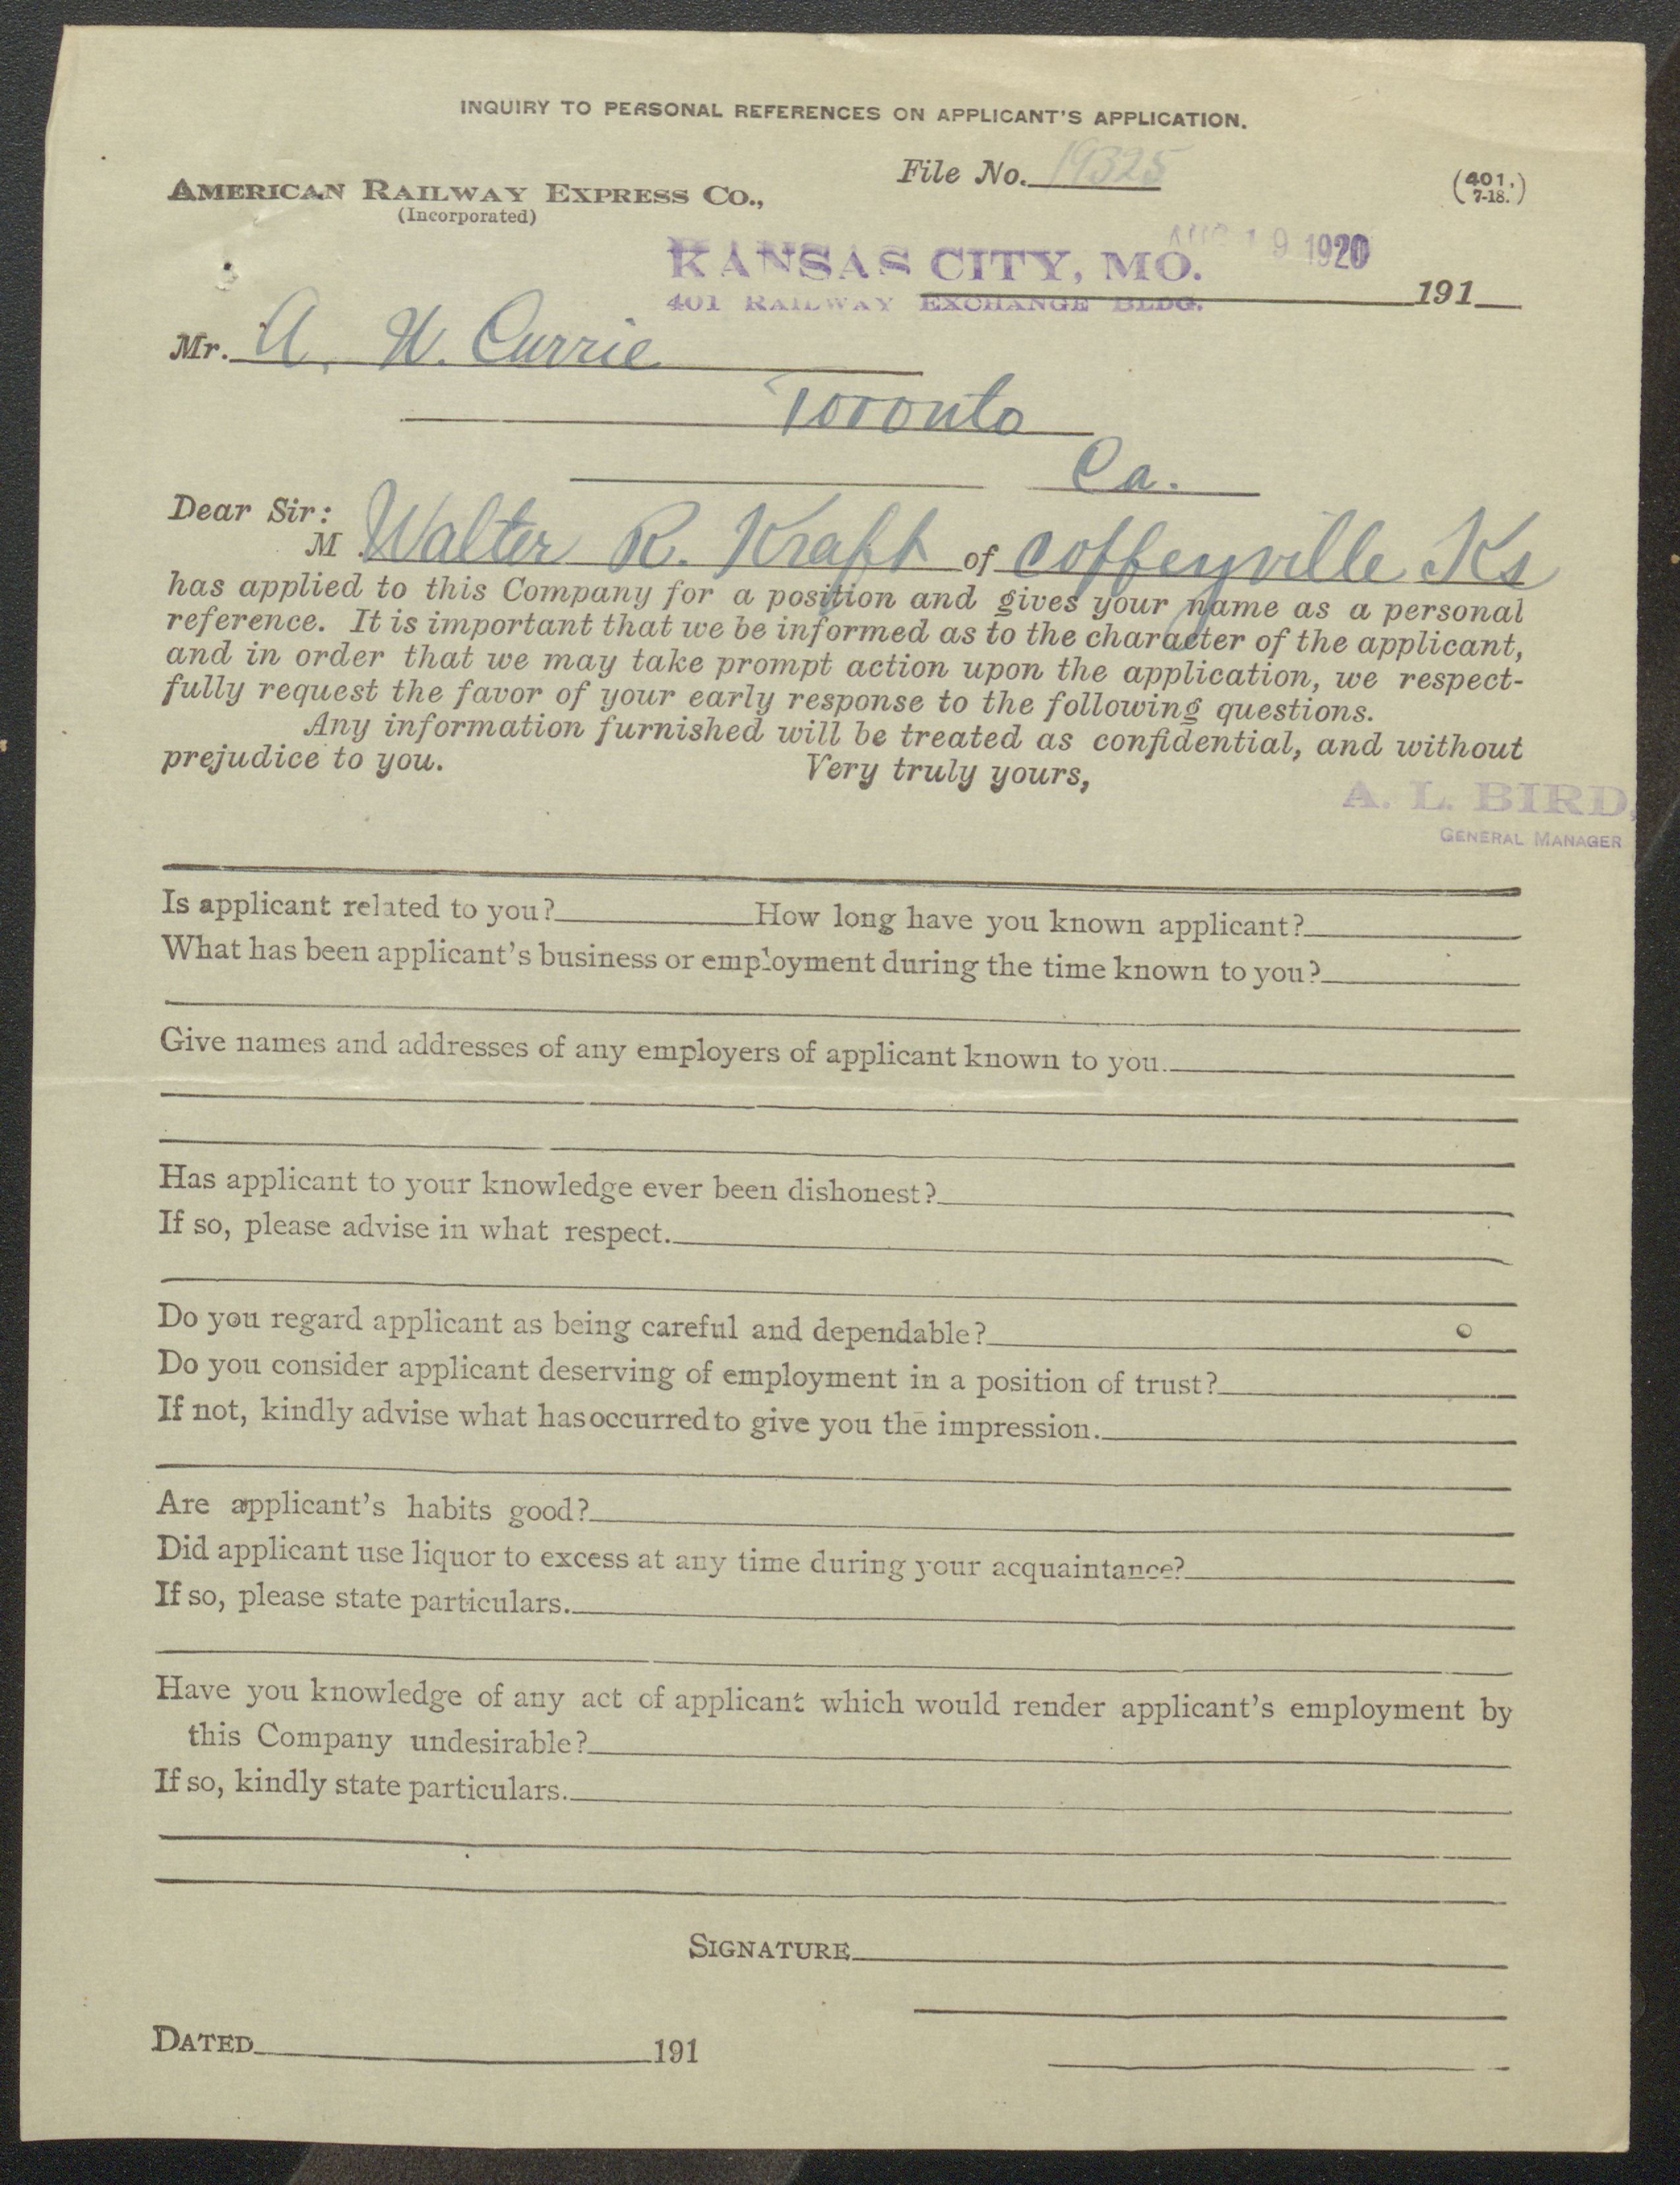 INQUIRY TO PERSONAL REFERENCES ON APPLICANT'S APPLICATION.
File No. 19325
(401. 7-18.)
AMERICAN RAILWAY EXPRESS CO.,
(Incorporated)
AUG 19 1920
KANSAS CITY, MO.
401 RAILWAY EXCHANGE BLDG.
191
Mr. A. W. Currie
Toronto
Ca.
Dear Sir:
M Walter R. Kraft of Coffeyville Ks
has applied to this Company for a position and gives your name as a personal
reference. It is important that we be informed as to the character of the applicant,
and in order that we may take prompt action upon the application, we respect-
fully request the favor of your early response to the following questions.
Any information furnished will be treated as confidential, and without
prejudice to you. Very truly yours,
A. L. BIRD,
GENERAL MANAGER
Is applicant related to you? How long have you known applicant?
What has been applicant's business or employment during the time known to you?
Give names and addresses of any employers of applicant known to you.
Has applicant to your knowledge ever been dishonest?
If so, please advise in what respect.
Do you regard applicant as being careful and dependable?
Do you consider applicant deserving of employment in a position of trust?
If not, kindly advise what has occurred to give you the impression.
Are applicant's habits good?
Did applicant use liquor to excess at any time during your acquaintance?
If so, please state particulars.
Have you knowledge of any act of applicant which would render applicant's employment by
this Company undesirable?
If so, kindly state particulars.
SIGNATURE
DATED 191